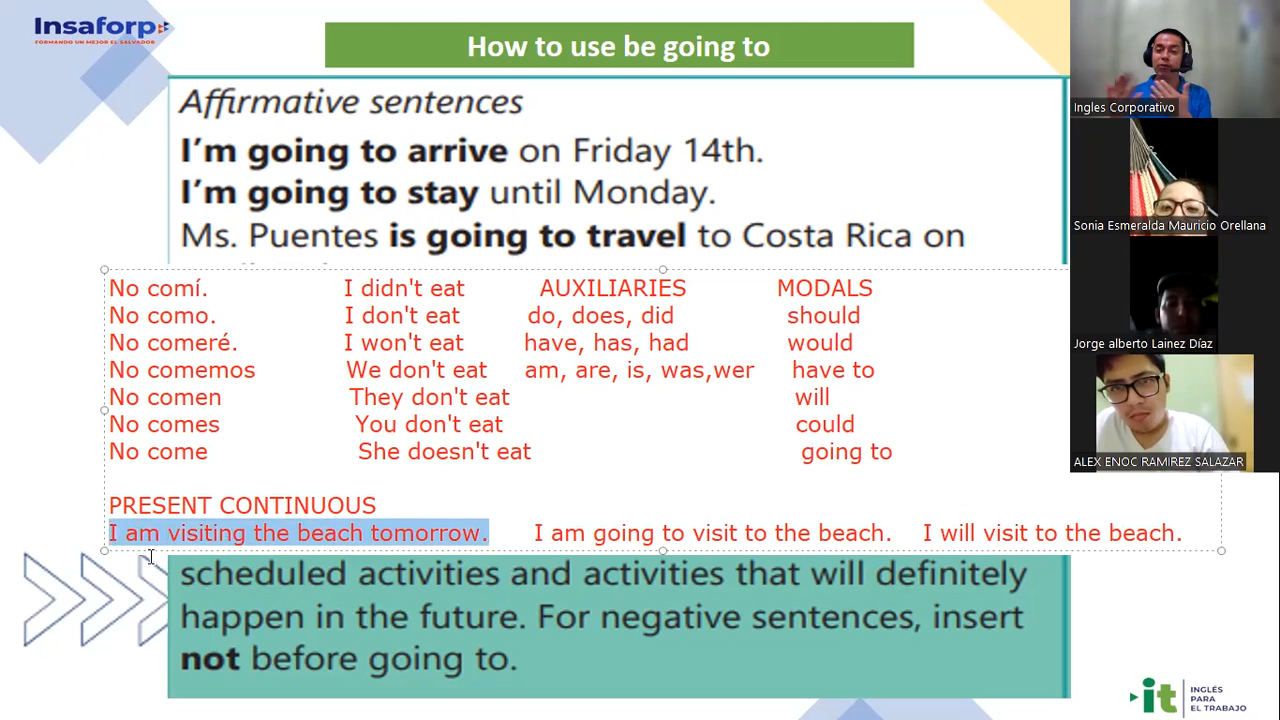 Insaforp
FORMANDO UN MEJOR EL SALVADOR
How to use be going to
Affirmative sentences
I'm going to arrive on Friday 14th.
I'm going to stay until Monday.
Ms. Puentes is going to travel to Costa Rica on
No comí. I didn't eat AUXILIARIES MODALS
No como. I don't eat do, does, did should
No comeré. I won't eat have, has, had would
No comemos We don't eat am, are, is, was,wer have to
No comen They don't eat will
No comes You don't eat could
No come She doesn't eat going to
PRESENT CONTINUOUS
I am visiting the beach tomorrow. I am going to visit to the beach. I will visit to the beach.
scheduled activities and activities that will definitely
happen in the future. For negative sentences, insert
not before going to.
Ingles Corporativo
Sonia Esmeralda Mauricio Orellana
Jorge alberto Lainez Díaz
ALEX ENOC RAMIREZ SALAZAR
it
INGLÉS
PARA
EL TRABAJO